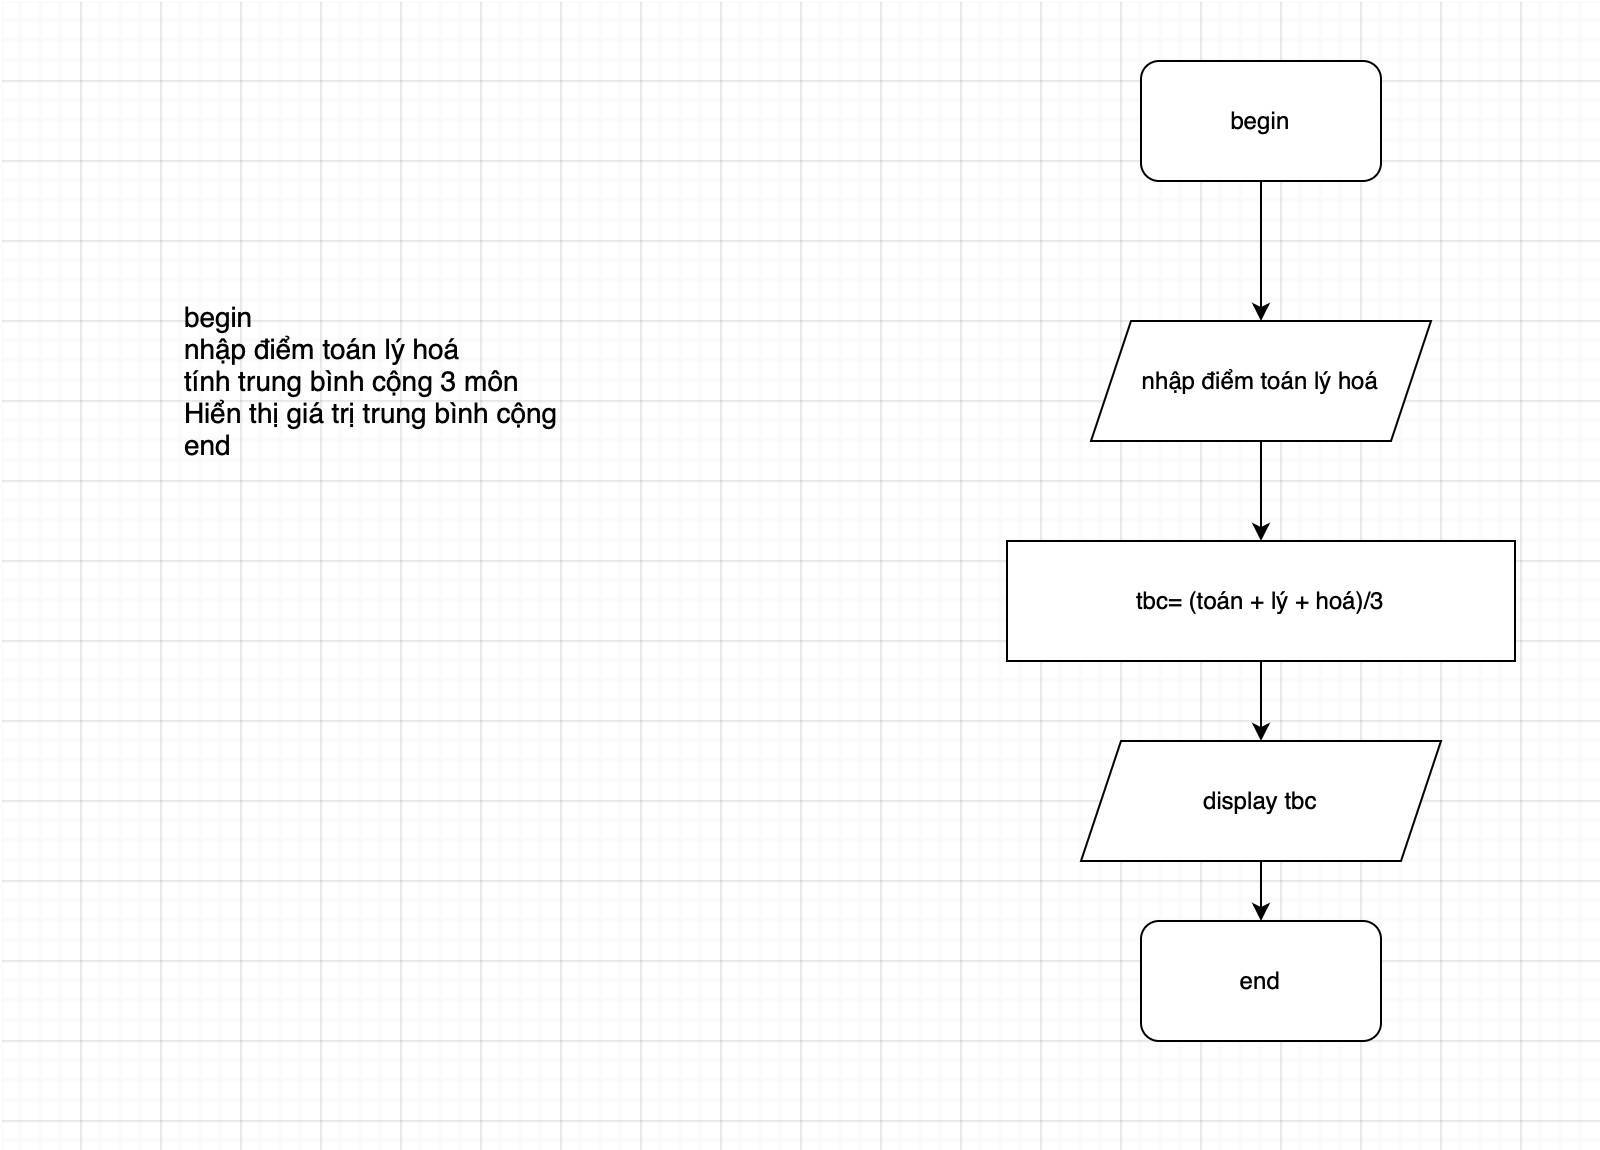 begin
nhập điểm toán lý hoá
tính trung bình cộng 3 môn
Hiển thị giá trị trung bình cộng
end
begin
nhập điểm toán lý hoá
tbc= (toán + lý + hoá)/3
display tbc
end